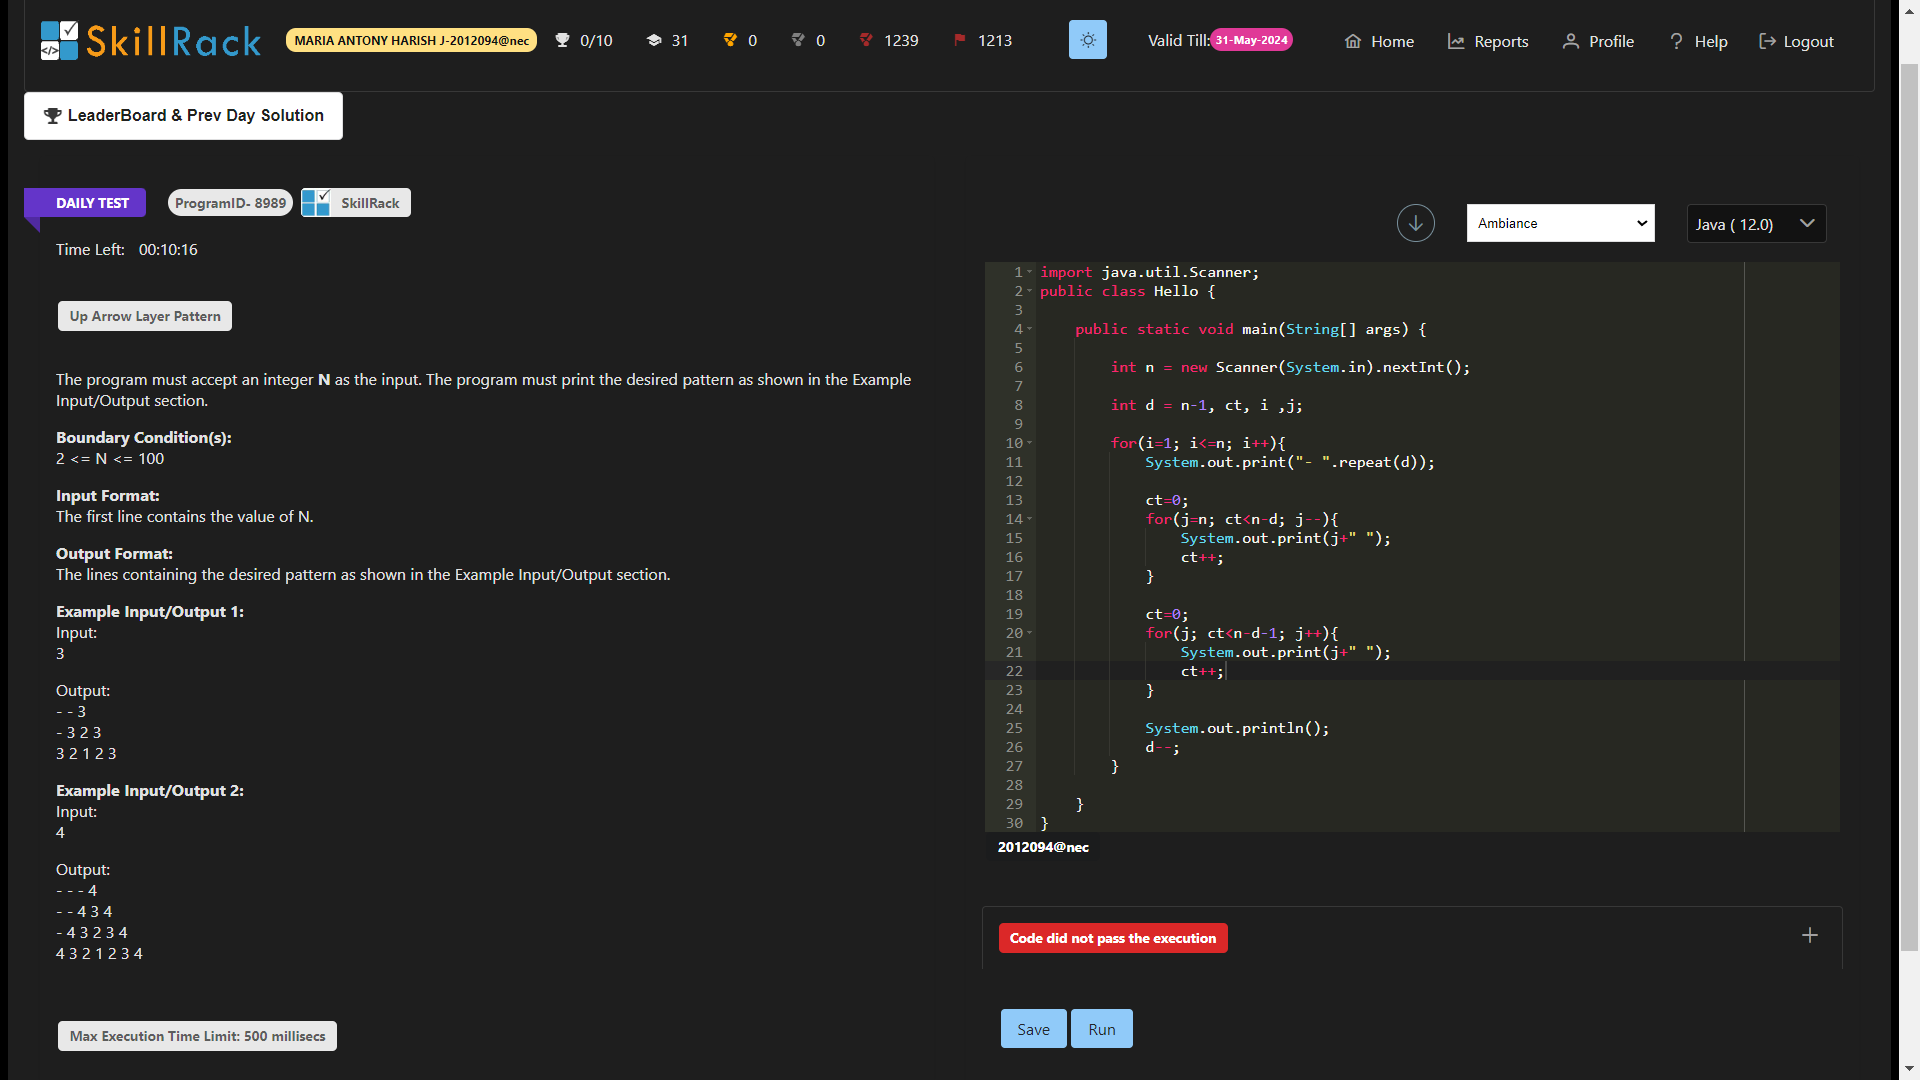 SkillRack MARIA ANTONY HARISH J-2012094@nec 0/10 31 0 0 1239 1213 Valid Till: 31-May-2024 Home Reports Profile Help Logout
LeaderBoard & Prev Day Solution
DAILY TEST ProgramID- 8989 SkillRack
Time Left: 00:10:16
Up Arrow Layer Pattern
The program must accept an integer N as the input. The program must print the desired pattern as shown in the Example
Input/Output section.
Boundary Condition(s):
2 <= N <= 100
Input Format:
The first line contains the value of N.
Output Format:
The lines containing the desired pattern as shown in the Example Input/Output section.
Example Input/Output 1:
Input:
3
Output:
- - 3
- 3 2 3
3 2 1 2 3
Example Input/Output 2:
Input:
4
Output:
- - - 4
- - 4 3 4
- 4 3 2 3 4
4 3 2 1 2 3 4
Max Execution Time Limit: 500 millisecs
Ambiance Java ( 12.0)
1 import java.util.Scanner;
2 public class Hello {
3
4 public static void main(String[] args) {
5
6 int n = new Scanner(System.in).nextInt();
7
8 int d = n-1, ct, i ,j;
9
10 for(i=1; i<=n; i++){
11 System.out.print("- ".repeat(d));
12
13 ct=0;
14 for(j=n; ct<n-d; j--){
15 System.out.print(j+" ");
16 ct++;
17 }
18
19 ct=0;
20 for(j; ct<n-d-1; j++){
21 System.out.print(j+" ");
22 ct++;
23 }
24
25 System.out.println();
26 d--;
27 }
28
29 }
30 }
2012094@nec
Code did not pass the execution
Save Run